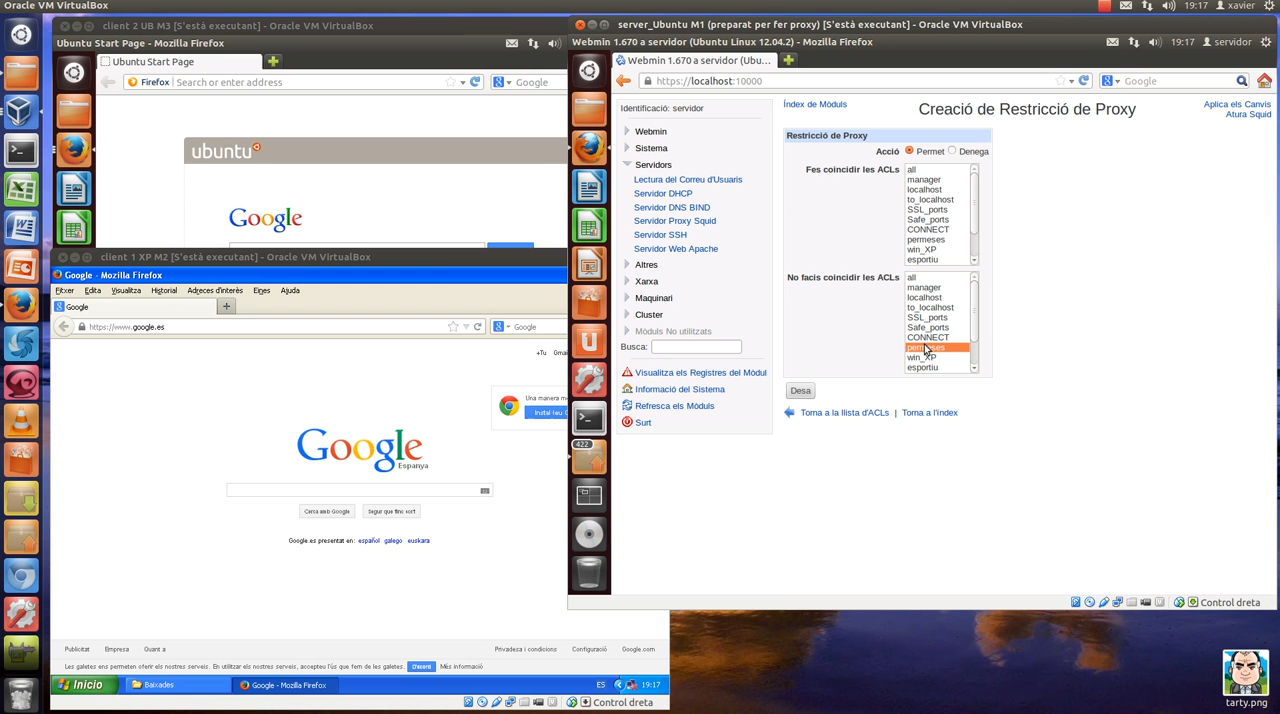 Oracle VM VirtualBox
19:17
xavier
client 2 UB M3 [S'està executant] - Oracle VM VirtualBox
Ubuntu Start Page - Mozilla Firefox
Ubuntu Start Page
Firefox
Search or enter address
Google
ubuntu
Google
client 1 XP M2 [S'està executant] - Oracle VM VirtualBox
Google - Mozilla Firefox
Fitxer Edita Visualitza Historial Adreces d'interès Eines Ajuda
Google
https://www.google.es
Google
+Tu
Una manera m
Google
Espanya
Cerca amb Google
Segur que tinc sort
Google.es presentat en: español galego euskara
Publicitat Empresa Quant a
Privadesa i condicions Configuració Google.com
Les galetes ens permeten oferir els nostres serveis. En utilitzar els nostres serveis, accepteu l'ús que fem de les galetes. D'acord Més informació
Inicio
Baixades
Google - Mozilla Firefox
ES
19:17
Control dreta
server_Ubuntu M1 (preparat per fer proxy) [S'està executant] - Oracle VM VirtualBox
Webmin 1.670 a servidor (Ubuntu Linux 12.04.2) - Mozilla Firefox
19:17
servidor
Webmin 1.670 a servidor (Ubu...
https://localhost:10000
Google
422
Identificació: servidor
Webmin
Sistema
Servidors
Lectura del Correu d'Usuaris
Servidor DHCP
Servidor DNS BIND
Servidor Proxy Squid
Servidor SSH
Servidor Web Apache
Altres
Xarxa
Maquinari
Cluster
Mòduls No utilitzats
Busca:
Visualitza els Registres del Mòdul
Informació del Sistema
Refresca els Mòduls
Surt
Índex de Mòduls
Creació de Restricció de Proxy
Aplica els Canvis
Atura Squid
Restricció de Proxy
Acció Permet Denega
Fes coincidir les ACLs
all
manager
localhost
to_localhost
SSL_ports
Safe_ports
CONNECT
permeses
win_XP
esportiu
No facis coincidir les ACLs
all
manager
localhost
to_localhost
SSL_ports
Safe_ports
CONNECT
permeses
win_XP
esportiu
Desa
Torna a la llista d'ACLs | Torna a l'índex
Control dreta
tarty.png